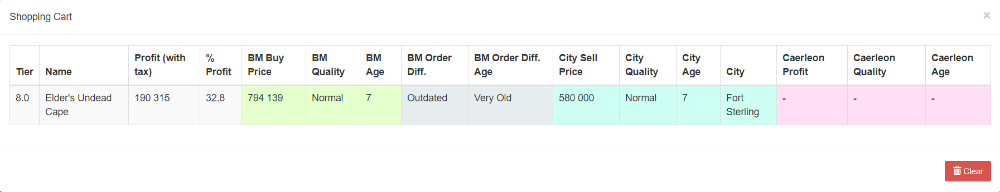 Shopping Cart
×
Tier Name Profit (with tax) % Profit BM Buy Price BM Quality BM Age BM Order Diff. BM Order Diff. Age City Sell Price City Quality City Age City Caerleon Profit Caerleon Quality Caerleon Age
8.0 Elder's Undead Cape 190 315 32.8 794 139 Normal 7 Outdated Very Old 580 000 Normal 7 Fort Sterling - - -
Clear